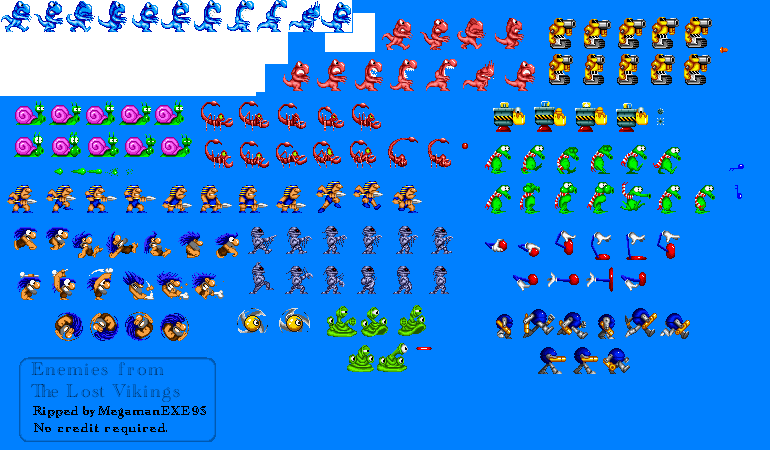 Enemies from
The Lost Vikings
Ripped by MegamanEXE95
No credit required.